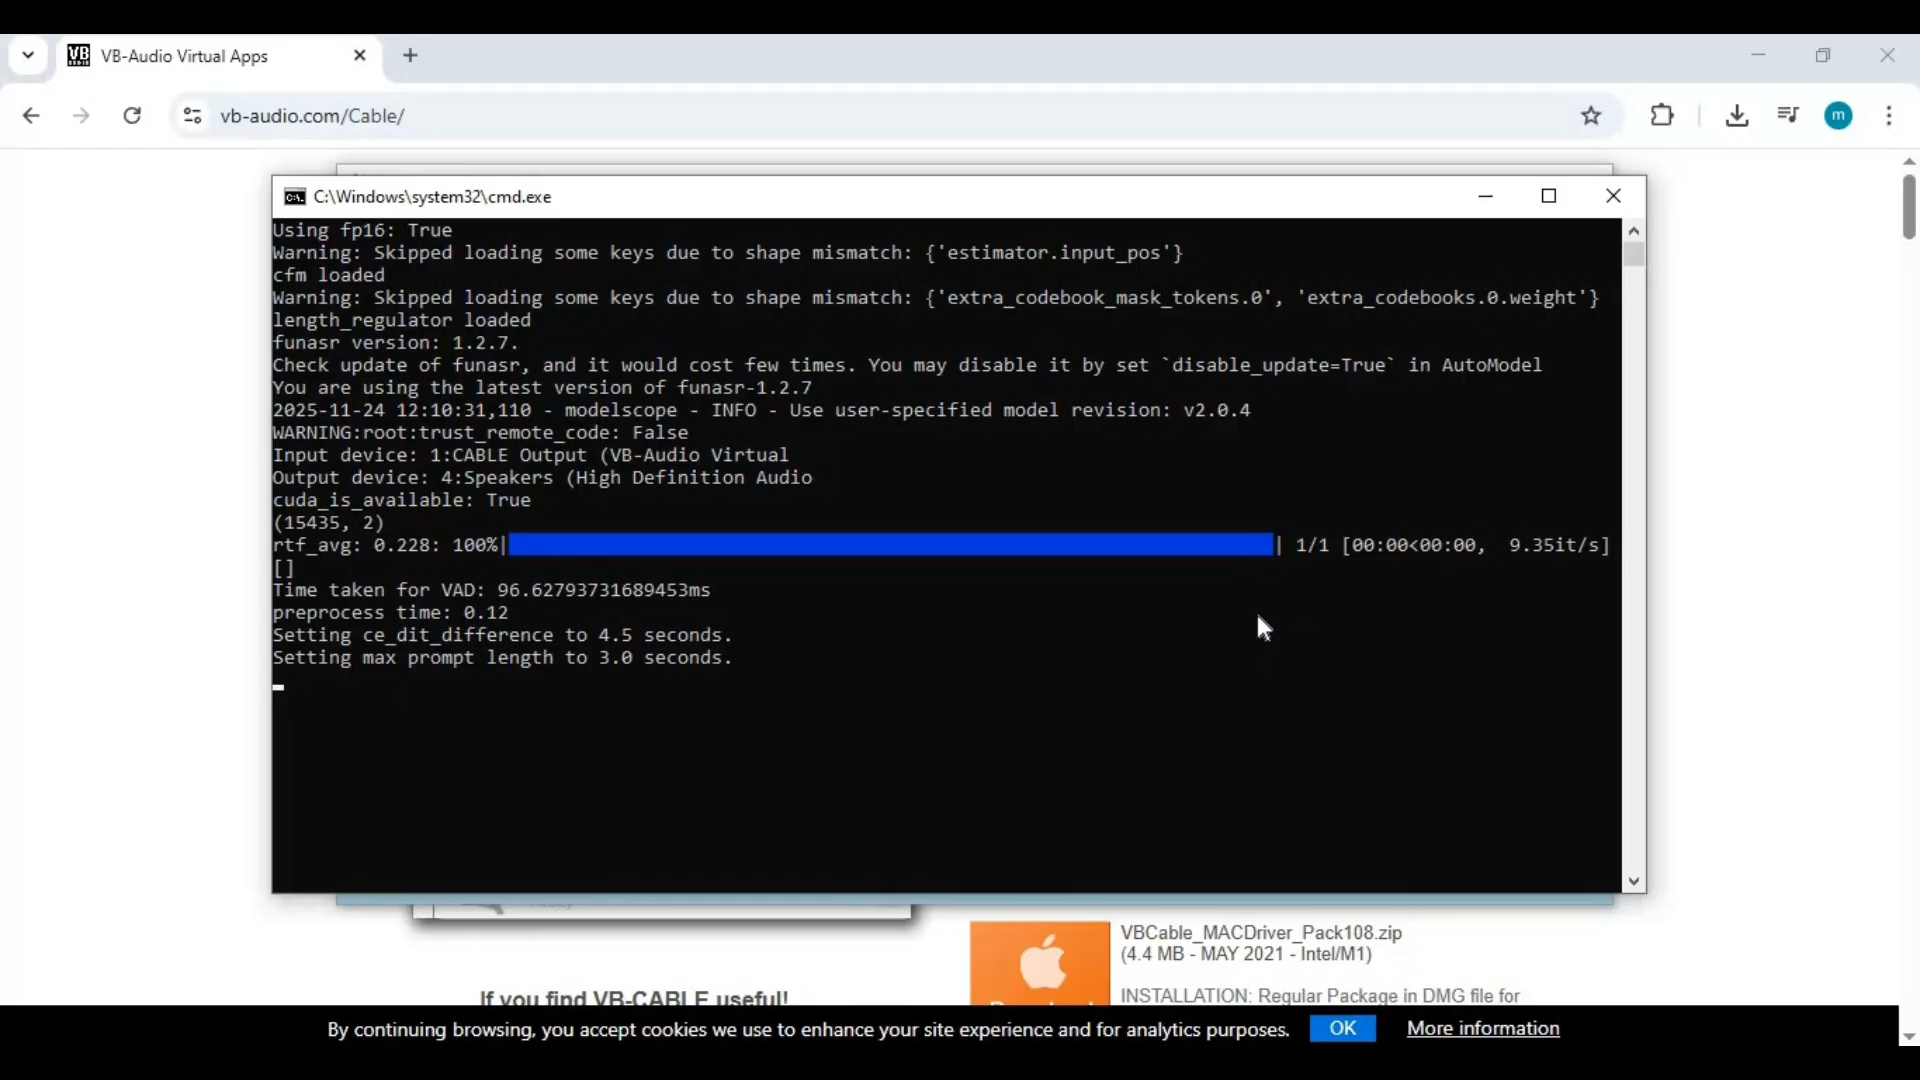 VB-Audio Virtual Apps
vb-audio.com/Cable/
m
C:\Windows\system32\cmd.exe
Using fp16: True
Warning: Skipped loading some keys due to shape mismatch: {'estimator.input_pos'}
cfm loaded
Warning: Skipped loading some keys due to shape mismatch: {'extra_codebook_mask_tokens.0', 'extra_codebooks.0.weight'}
length_regulator loaded
funasr version: 1.2.7.
Check update of funasr, and it would cost few times. You may disable it by set `disable_update=True` in AutoModel
You are using the latest version of funasr-1.2.7
2025-11-24 12:10:31,110 - modelscope - INFO - Use user-specified model revision: v2.0.4
WARNING:root:trust_remote_code: False
Input device: 1:CABLE Output (VB-Audio Virtual
Output device: 4:Speakers (High Definition Audio
cuda_is_available: True
(15435, 2)
rtf_avg: 0.228: 100%| | 1/1 [00:00<00:00, 9.35it/s]
[]
Time taken for VAD: 96.62793731689453ms
preprocess time: 0.12
Setting ce_dit_difference to 4.5 seconds.
Setting max prompt length to 3.0 seconds.
VBCable_MACDriver_Pack108.zip
(4.4 MB - MAY 2021 - Intel/M1)
If you find VB-CABLE useful!
INSTALLATION: Regular Package in DMG file for
By continuing browsing, you accept cookies we use to enhance your site experience and for analytics purposes. OK More information